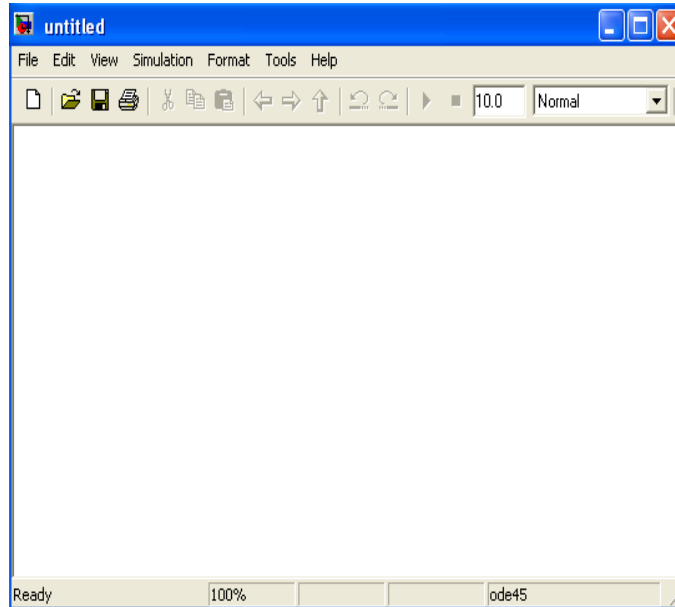 untitled
File Edit View Simulation Format Tools Help
10.0 Normal
Ready 100% ode45